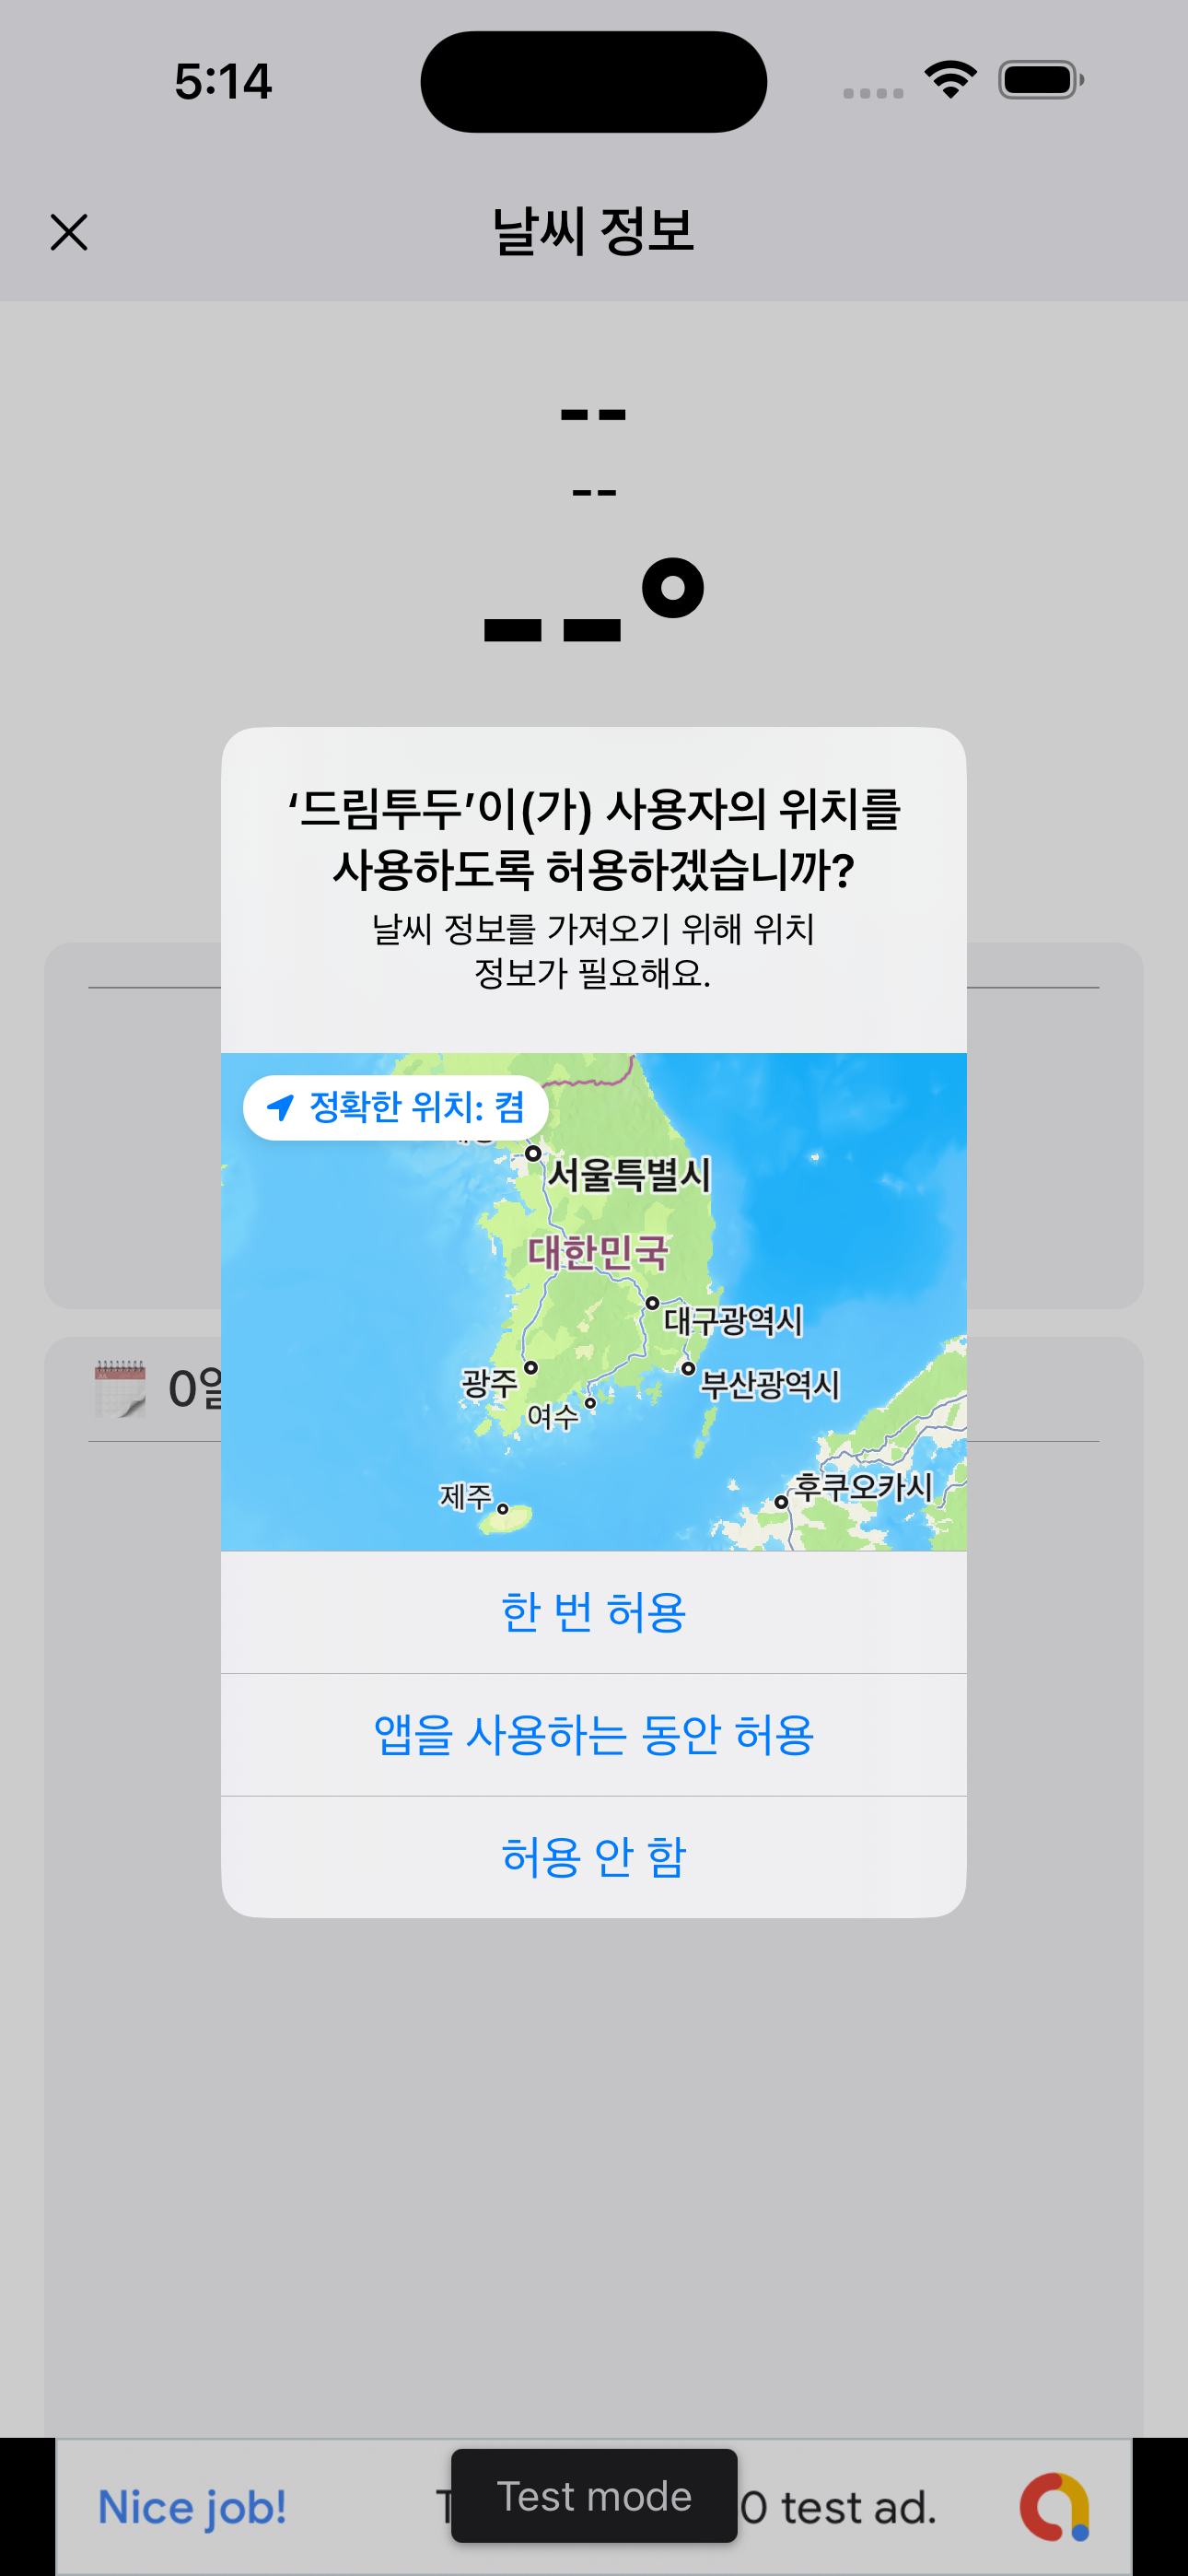 5:14
날씨 정보
--
--
--°
‘드림투두’이(가) 사용자의 위치를
사용하도록 허용하겠습니까?
날씨 정보를 가져오기 위해 위치
정보가 필요해요.
정확한 위치: 켬
서울특별시
대한민국
대구광역시
광주
부산광역시
여수
제주
후쿠오카시
한 번 허용
앱을 사용하는 동안 허용
허용 안 함
Nice job!
Test mode
test ad.